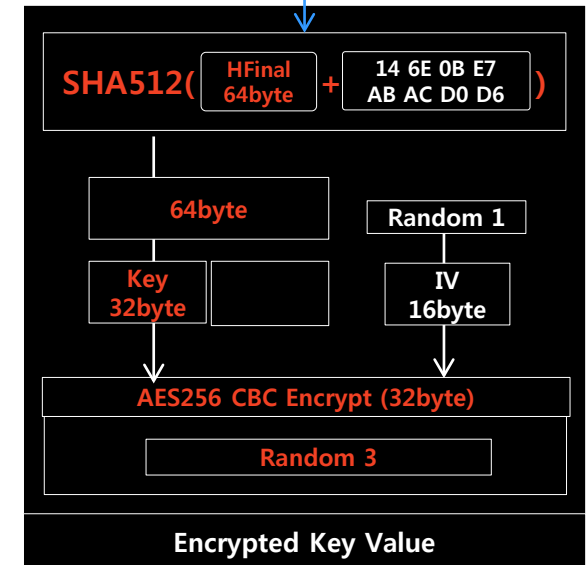 SHA512( HFinal 64byte + 14 6E 0B E7 AB AC D0 D6 )
64byte
Random 1
Key
32byte
IV
16byte
AES256 CBC Encrypt (32byte)
Random 3
Encrypted Key Value